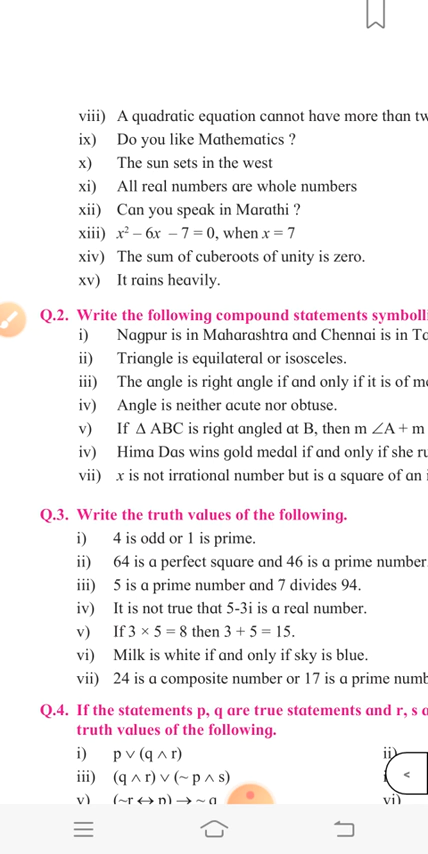 viii) A quadratic equation cannot have more than tw
ix) Do you like Mathematics ?
x) The sun sets in the west
xi) All real numbers are whole numbers
xii) Can you speak in Marathi ?
xiii) x² – 6x – 7 = 0, when x = 7
xiv) The sum of cuberoots of unity is zero.
xv) It rains heavily.
Q.2. Write the following compound statements symboll
i) Nagpur is in Maharashtra and Chennai is in Ta
ii) Triangle is equilateral or isosceles.
iii) The angle is right angle if and only if it is of me
iv) Angle is neither acute nor obtuse.
v) If Δ ABC is right angled at B, then m ∠A + m
iv) Hima Das wins gold medal if and only if she ru
vii) x is not irrational number but is a square of an i
Q.3. Write the truth values of the following.
i) 4 is odd or 1 is prime.
ii) 64 is a perfect square and 46 is a prime number
iii) 5 is a prime number and 7 divides 94.
iv) It is not true that 5-3i is a real number.
v) If 3 × 5 = 8 then 3 + 5 = 15.
vi) Milk is white if and only if sky is blue.
vii) 24 is a composite number or 17 is a prime numb
Q.4. If the statements p, q are true statements and r, s a
truth values of the following.
i) p ∨ (q ∧ r) ii)
iii) (q ∧ r) ∨ (~ p ∧ s)
v) (~r ↔ p) → ~ q vi)